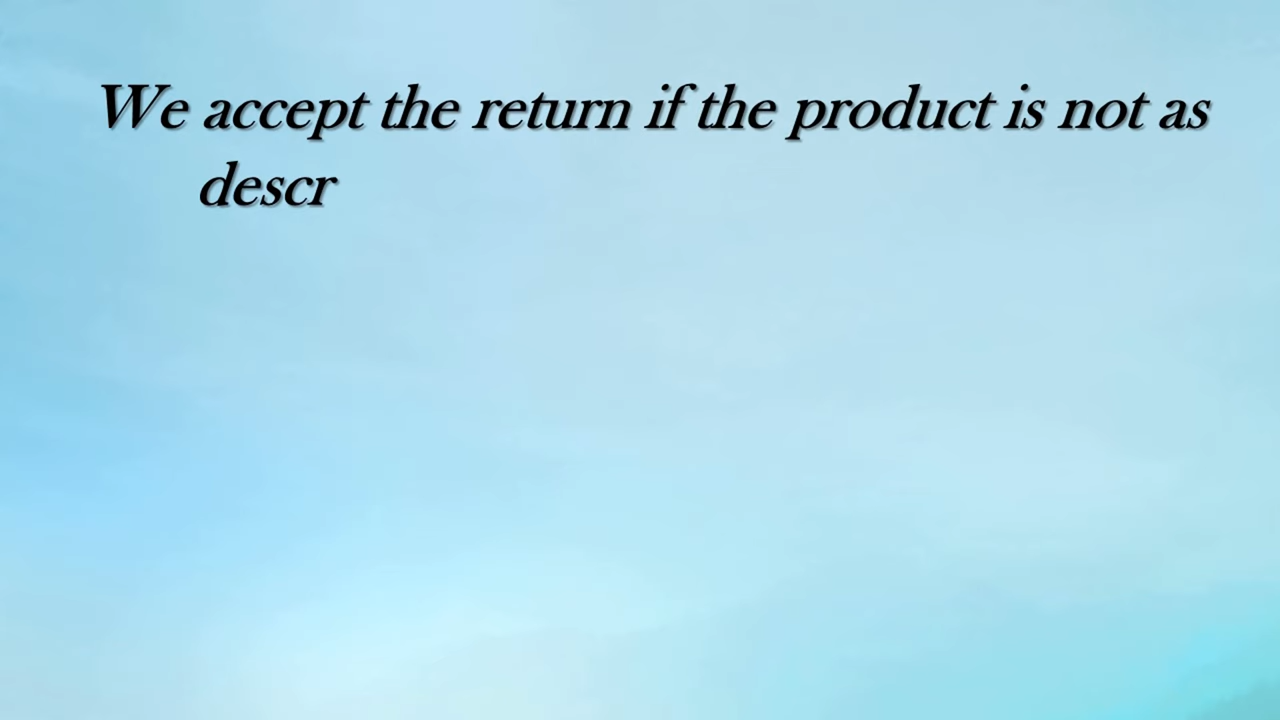 We accept the return if the product is not as
descr